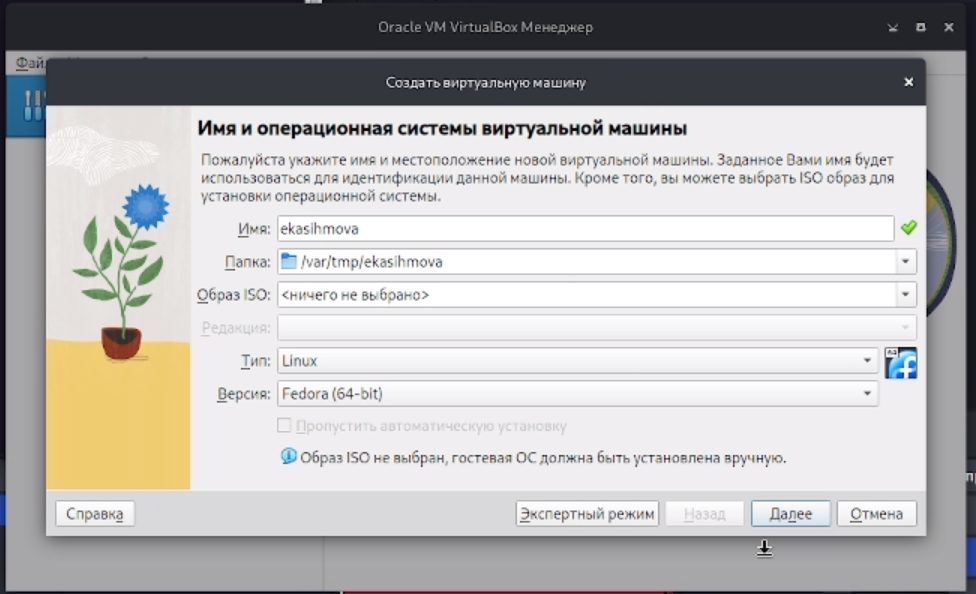 Oracle VM VirtualBox Менеджер
Файл
Создать виртуальную машину
Имя и операционная системы виртуальной машины
Пожалуйста укажите имя и местоположение новой виртуальной машины. Заданное Вами имя будет
использоваться для идентификации данной машины. Кроме того, вы можете выбрать ISO образ для
установки операционной системы.
Имя: ekasihmova
Папка: /var/tmp/ekasihmova
Образ ISO: <ничего не выбрано>
Редакция:
Тип: Linux
Версия: Fedora (64-bit)
Пропустить автоматическую установку
Образ ISO не выбран, гостевая ОС должна быть установлена вручную.
Справка Экспертный режим Назад Далее Отмена